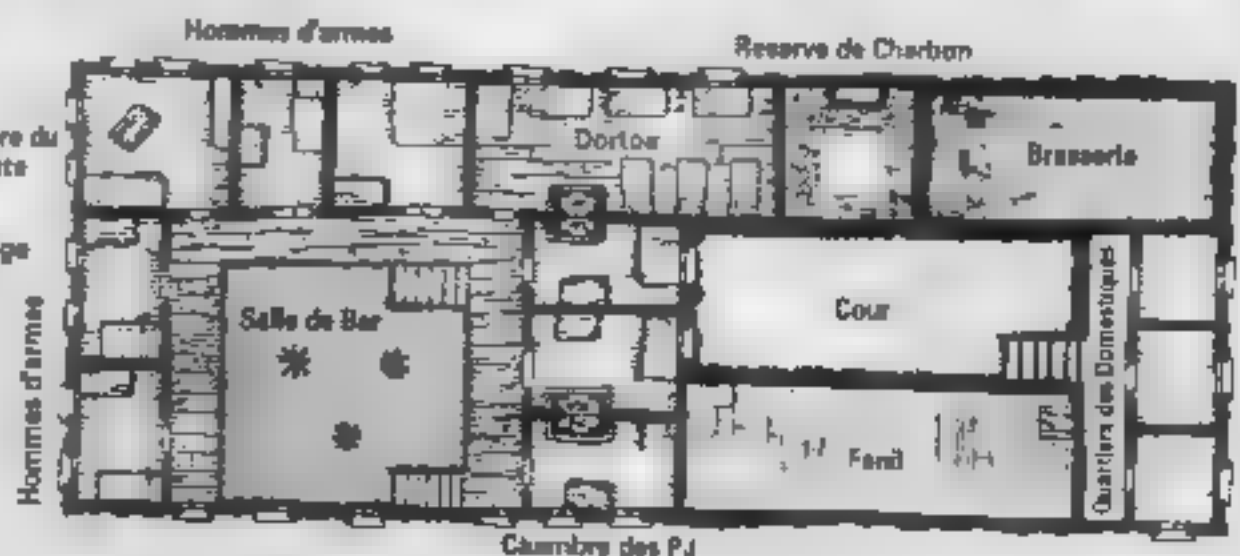 Hommes d'armes
Réserve de Charbon
Dortoir
Brasserie
Salle de Bar
Cour
Hommes d'armes
Quartiers des Domestiques
Fenil
Chambre des PJ